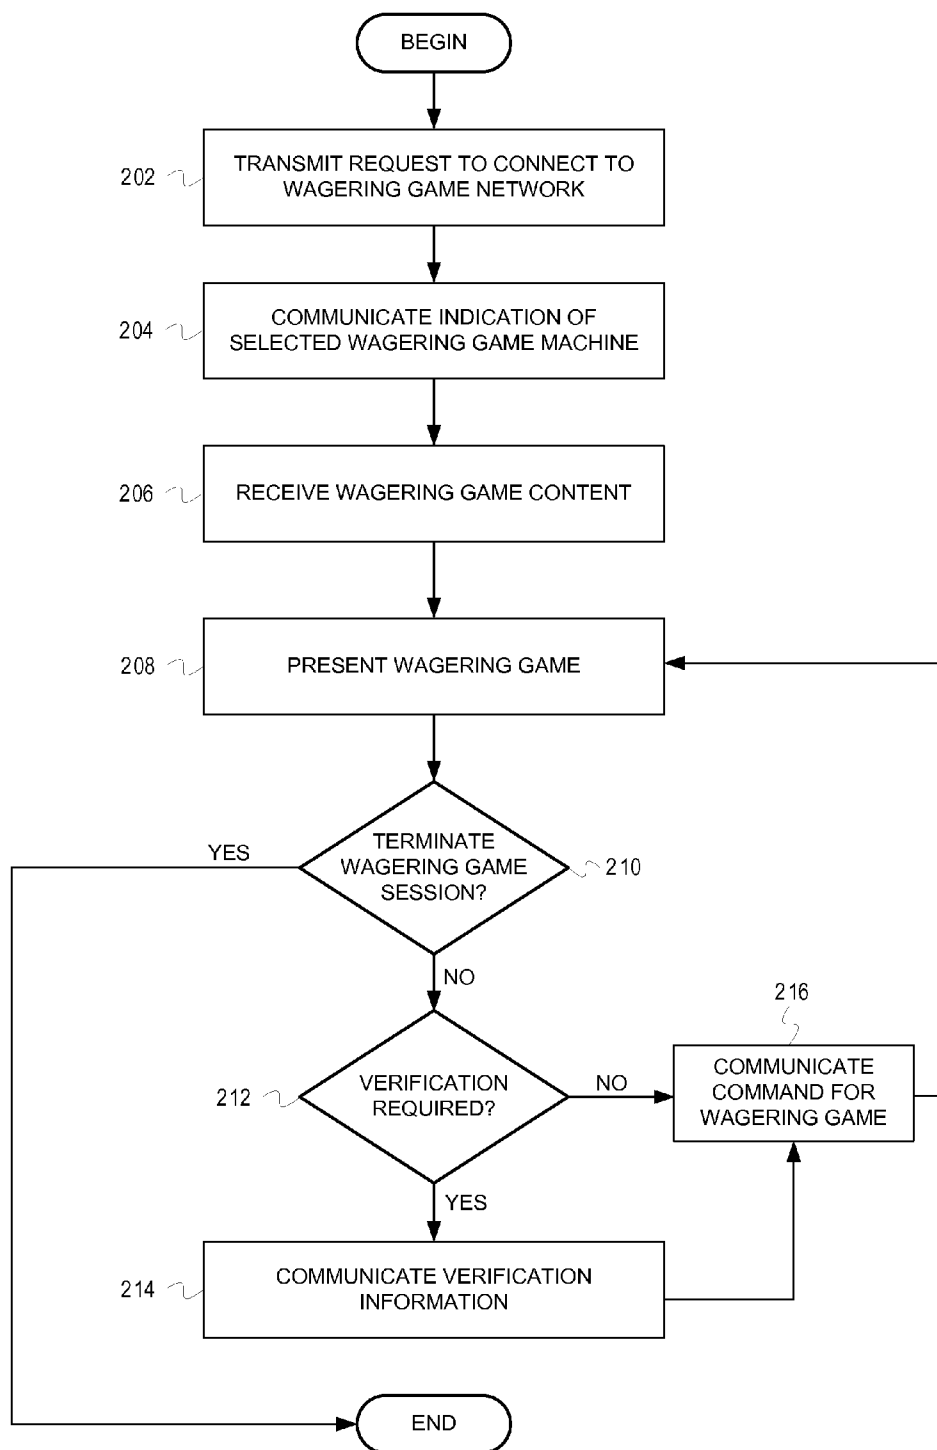 BEGIN
202
TRANSMIT REQUEST TO CONNECT TO
WAGERING GAME NETWORK
204
COMMUNICATE INDICATION OF
SELECTED WAGERING GAME MACHINE
206
RECEIVE WAGERING GAME CONTENT
208
PRESENT WAGERING GAME
YES
TERMINATE
WAGERING GAME
SESSION?
210
NO
212
VERIFICATION
REQUIRED?
NO
216
COMMUNICATE
COMMAND FOR
WAGERING GAME
YES
214
COMMUNICATE VERIFICATION
INFORMATION
END